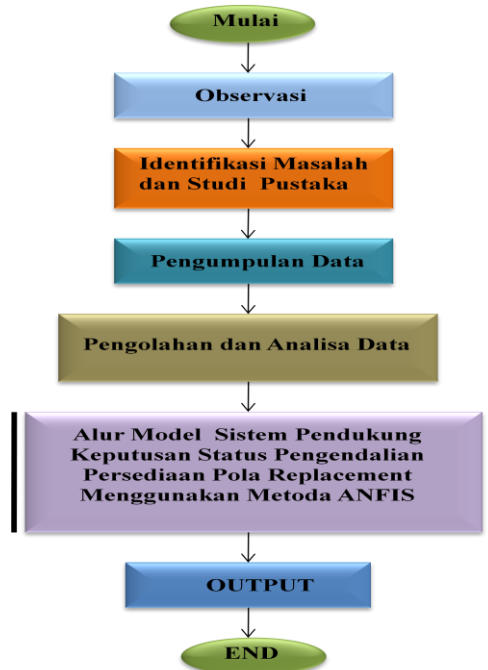 Mulai
Observasi
Identifikasi Masalah
dan Studi Pustaka
Pengumpulan Data
Pengolahan dan Analisa Data
Alur Model Sistem Pendukung
Keputusan Status Pengendalian
Persediaan Pola Replacement
Menggunakan Metoda ANFIS
OUTPUT
END